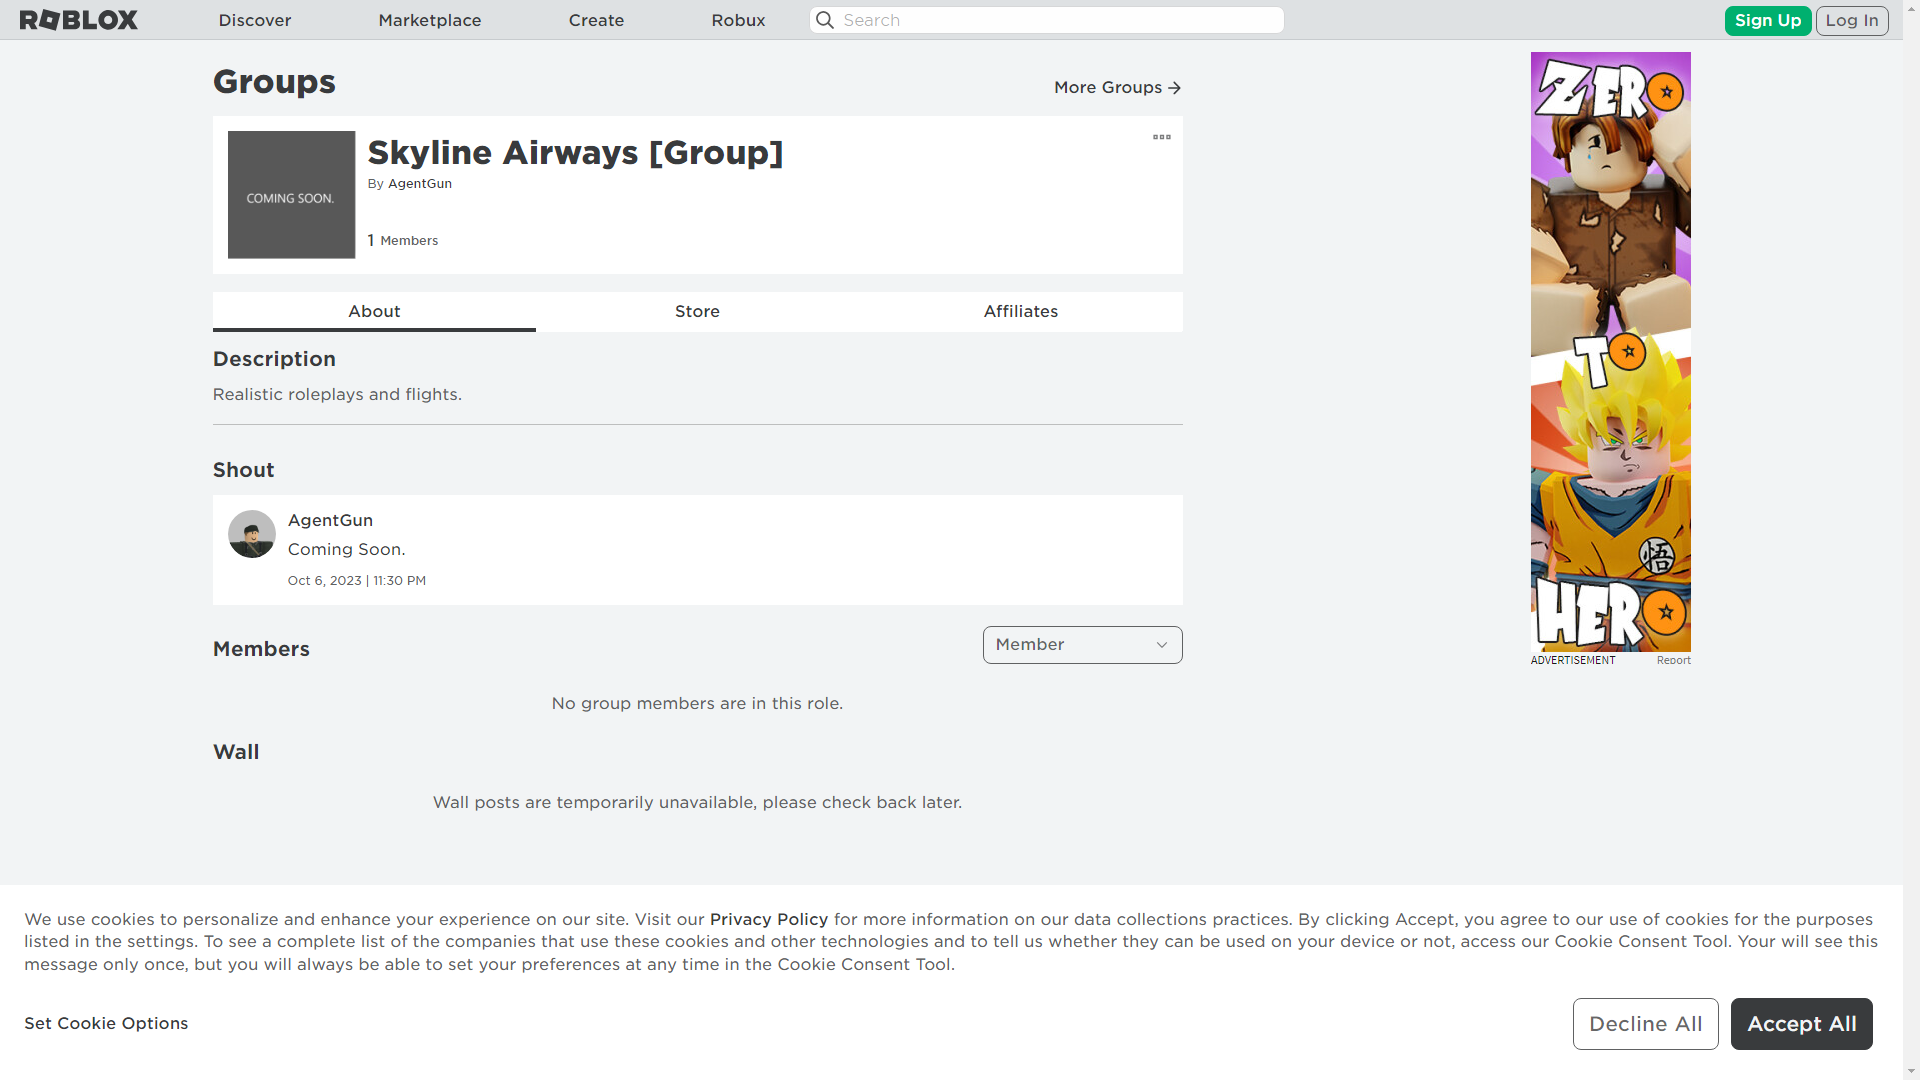 ROBLOX
Discover
Marketplace
Create
Robux
Search
Sign Up
Log In
Groups
More Groups
COMING SOON.
Skyline Airways [Group]
By AgentGun
1 Members
About
Store
Affiliates
Description
Realistic roleplays and flights.
Shout
AgentGun
Coming Soon.
Oct 6, 2023 | 11:30 PM
Members
Member
No group members are in this role.
Wall
Wall posts are temporarily unavailable, please check back later.
ZERO
TO
悟
HERO
ADVERTISEMENT
Report
We use cookies to personalize and enhance your experience on our site. Visit our Privacy Policy for more information on our data collections practices. By clicking Accept, you agree to our use of cookies for the purposes
listed in the settings. To see a complete list of the companies that use these cookies and other technologies and to tell us whether they can be used on your device or not, access our Cookie Consent Tool. Your will see this
message only once, but you will always be able to set your preferences at any time in the Cookie Consent Tool.
Set Cookie Options
Decline All
Accept All